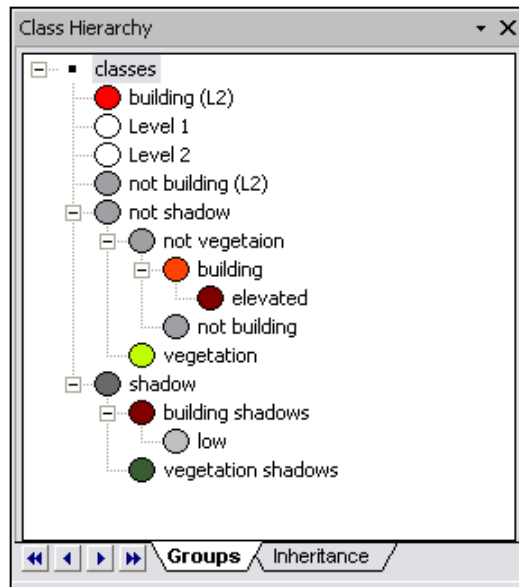 Class Hierarchy
classes
building (L2)
Level 1
Level 2
not building (L2)
not shadow
not vegetaion
building
elevated
not building
vegetation
shadow
building shadows
low
vegetation shadows
Groups Inheritance